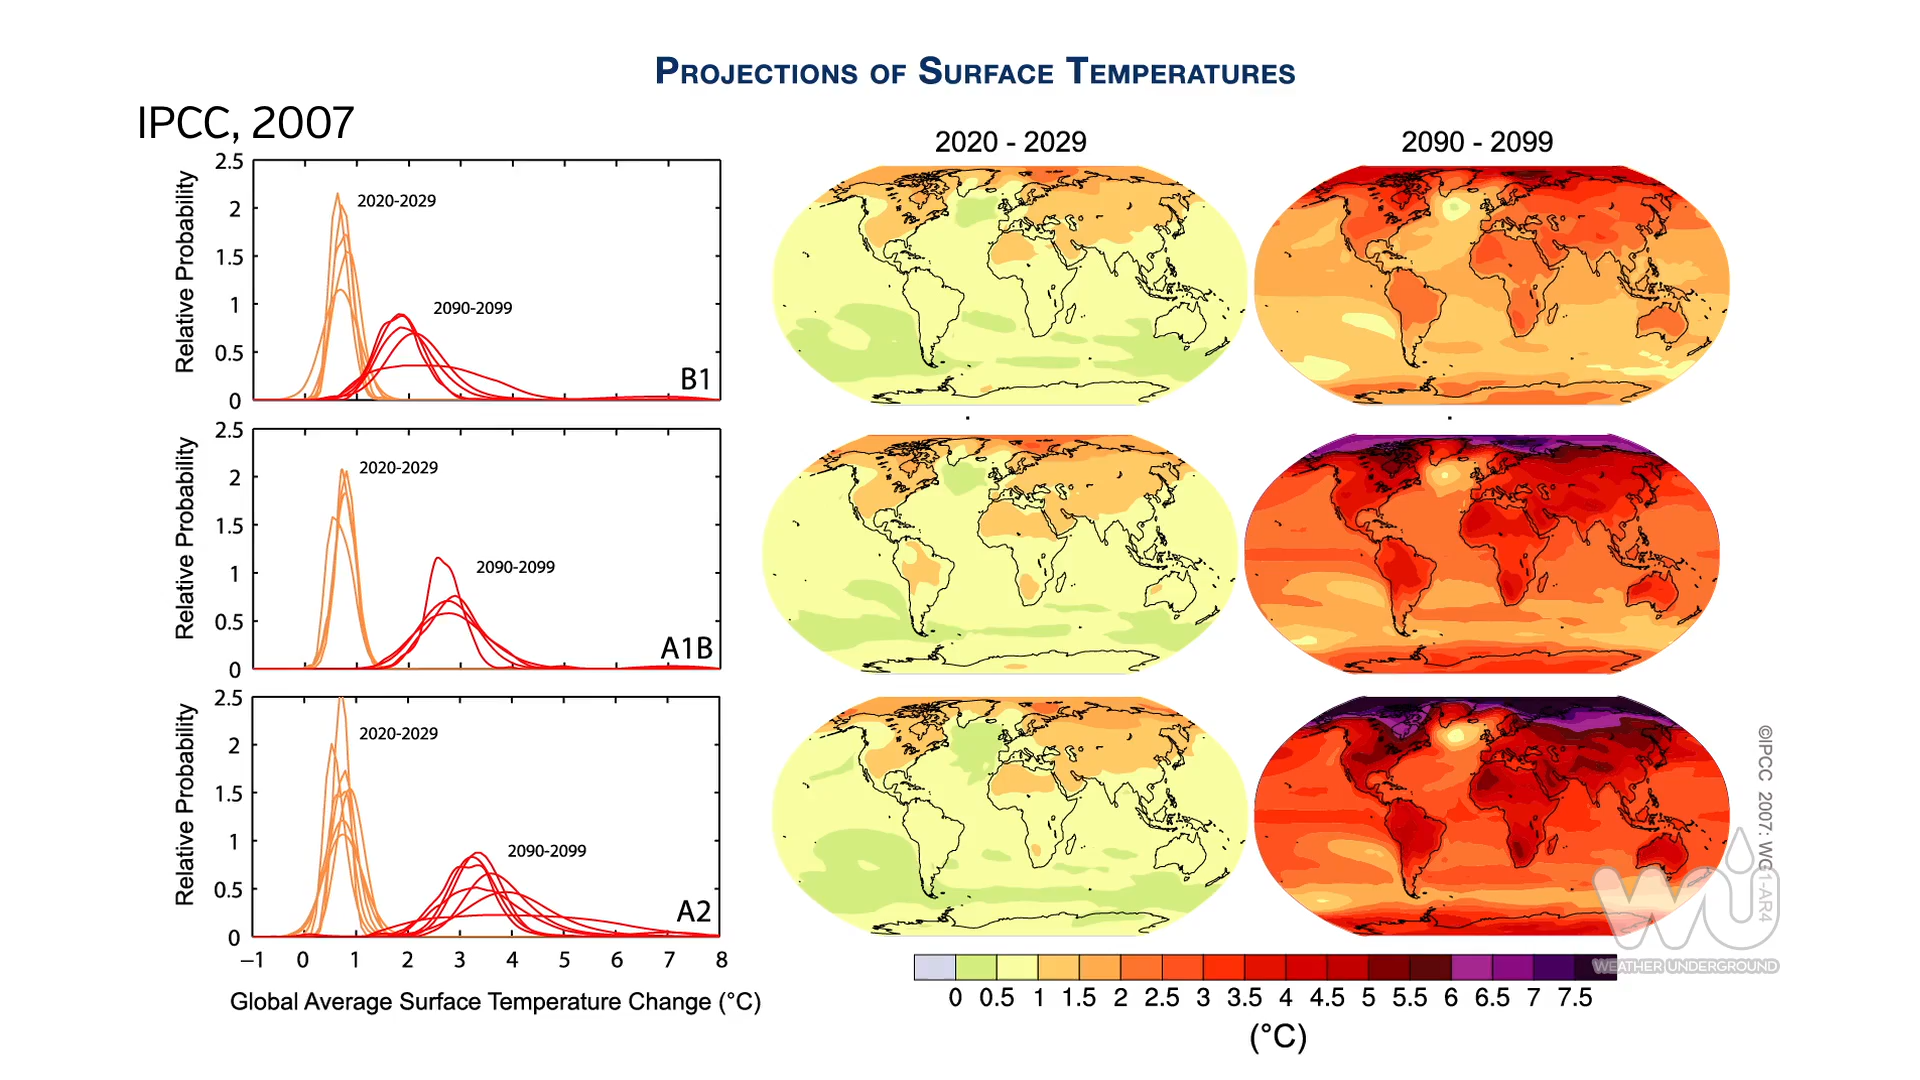 PROJECTIONS OF SURFACE TEMPERATURES
IPCC, 2007
2020 - 2029
2090 - 2099
2.5
2
1.5
1
0.5
0
Relative Probability
2020-2029
2090-2099
B1
2.5
2
1.5
1
0.5
0
Relative Probability
2020-2029
2090-2099
A1B
2.5
2
1.5
1
0.5
0
Relative Probability
2020-2029
2090-2099
A2
−1 0 1 2 3 4 5 6 7 8
Global Average Surface Temperature Change (°C)
0 0.5 1 1.5 2 2.5 3 3.5 4 4.5 5 5.5 6 6.5 7 7.5
(°C)
©IPCC 2007: WG1-AR4
WU
WEATHER UNDERGROUND